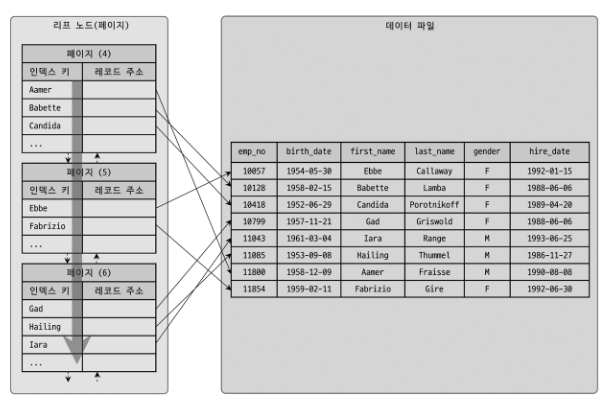 리프 노드(페이지)
페이지 (4)
인덱스 키 레코드 주소
Aamer
Babette
Candida
...
페이지 (5)
인덱스 키 레코드 주소
Ebbe
Fabrizio
...
페이지 (6)
인덱스 키 레코드 주소
Gad
Hailing
Iara
...
데이터 파일
emp_no birth_date first_name last_name gender hire_date
10057 1954-05-30 Ebbe Callaway F 1992-01-15
10128 1958-02-15 Babette Lamba F 1988-06-06
10418 1952-06-29 Candida Porotnikoff F 1989-04-20
10799 1957-11-21 Gad Griswold F 1988-06-06
11043 1961-03-04 Iara Range M 1993-06-25
11085 1953-09-08 Hailing Thummel M 1986-11-27
11800 1958-12-09 Aamer Fraisse M 1990-08-08
11854 1959-02-11 Fabrizio Gire F 1992-06-30